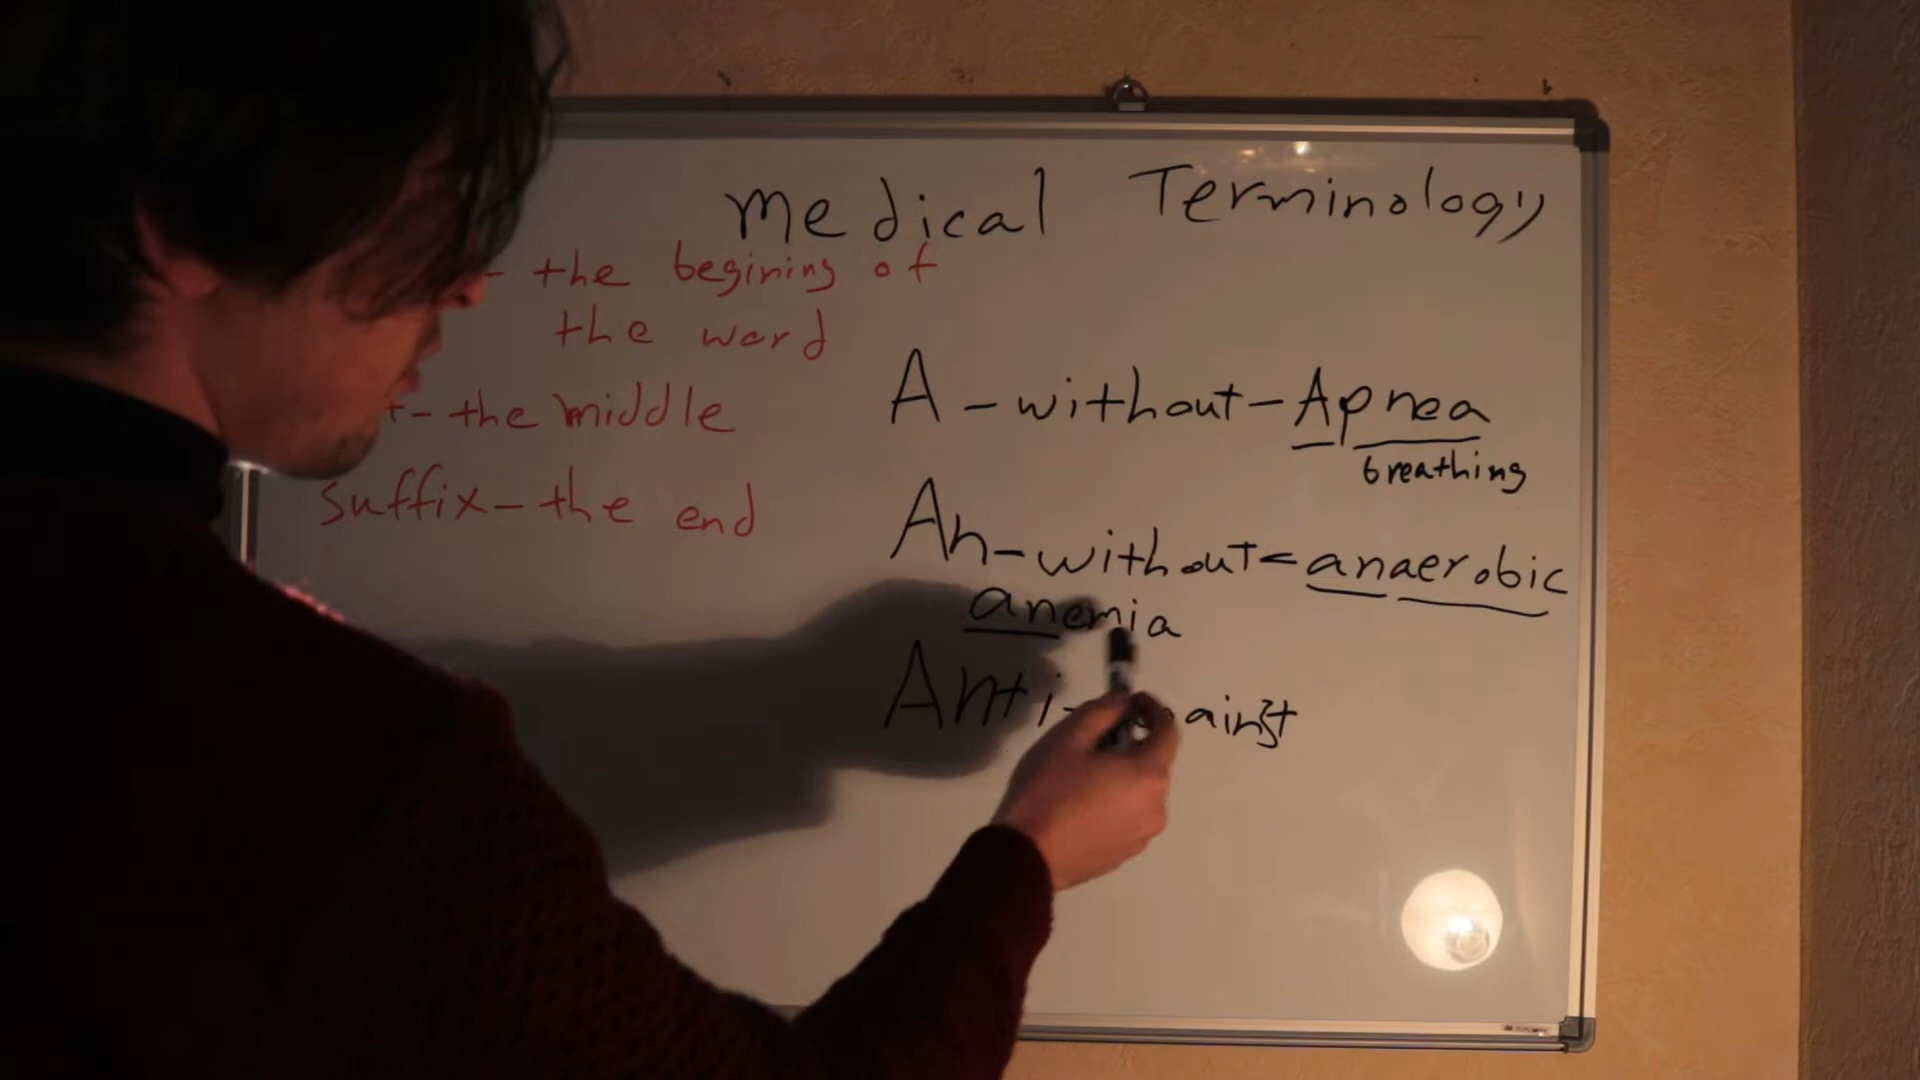 Medical Terminology
- the begining of
the word
- the middle
Suffix - the end
A - without - Apnea
breathing
An - without = anaerobic
anemia
Anti -